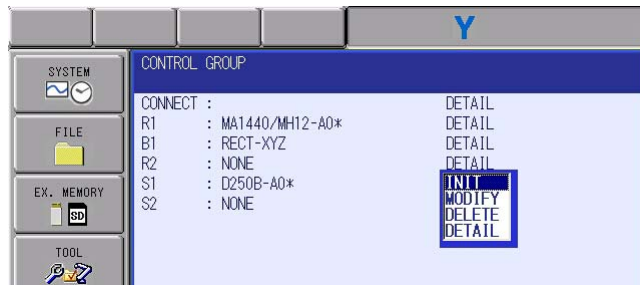 Y
SYSTEM
FILE
EX. MEMORY
SD
TOOL
CONTROL GROUP
CONNECT : DETAIL
R1 : MA1440/MH12-A0* DETAIL
B1 : RECT-XYZ DETAIL
R2 : NONE DETAIL
S1 : D250B-A0*
S2 : NONE
INIT
MODIFY
DELETE
DETAIL